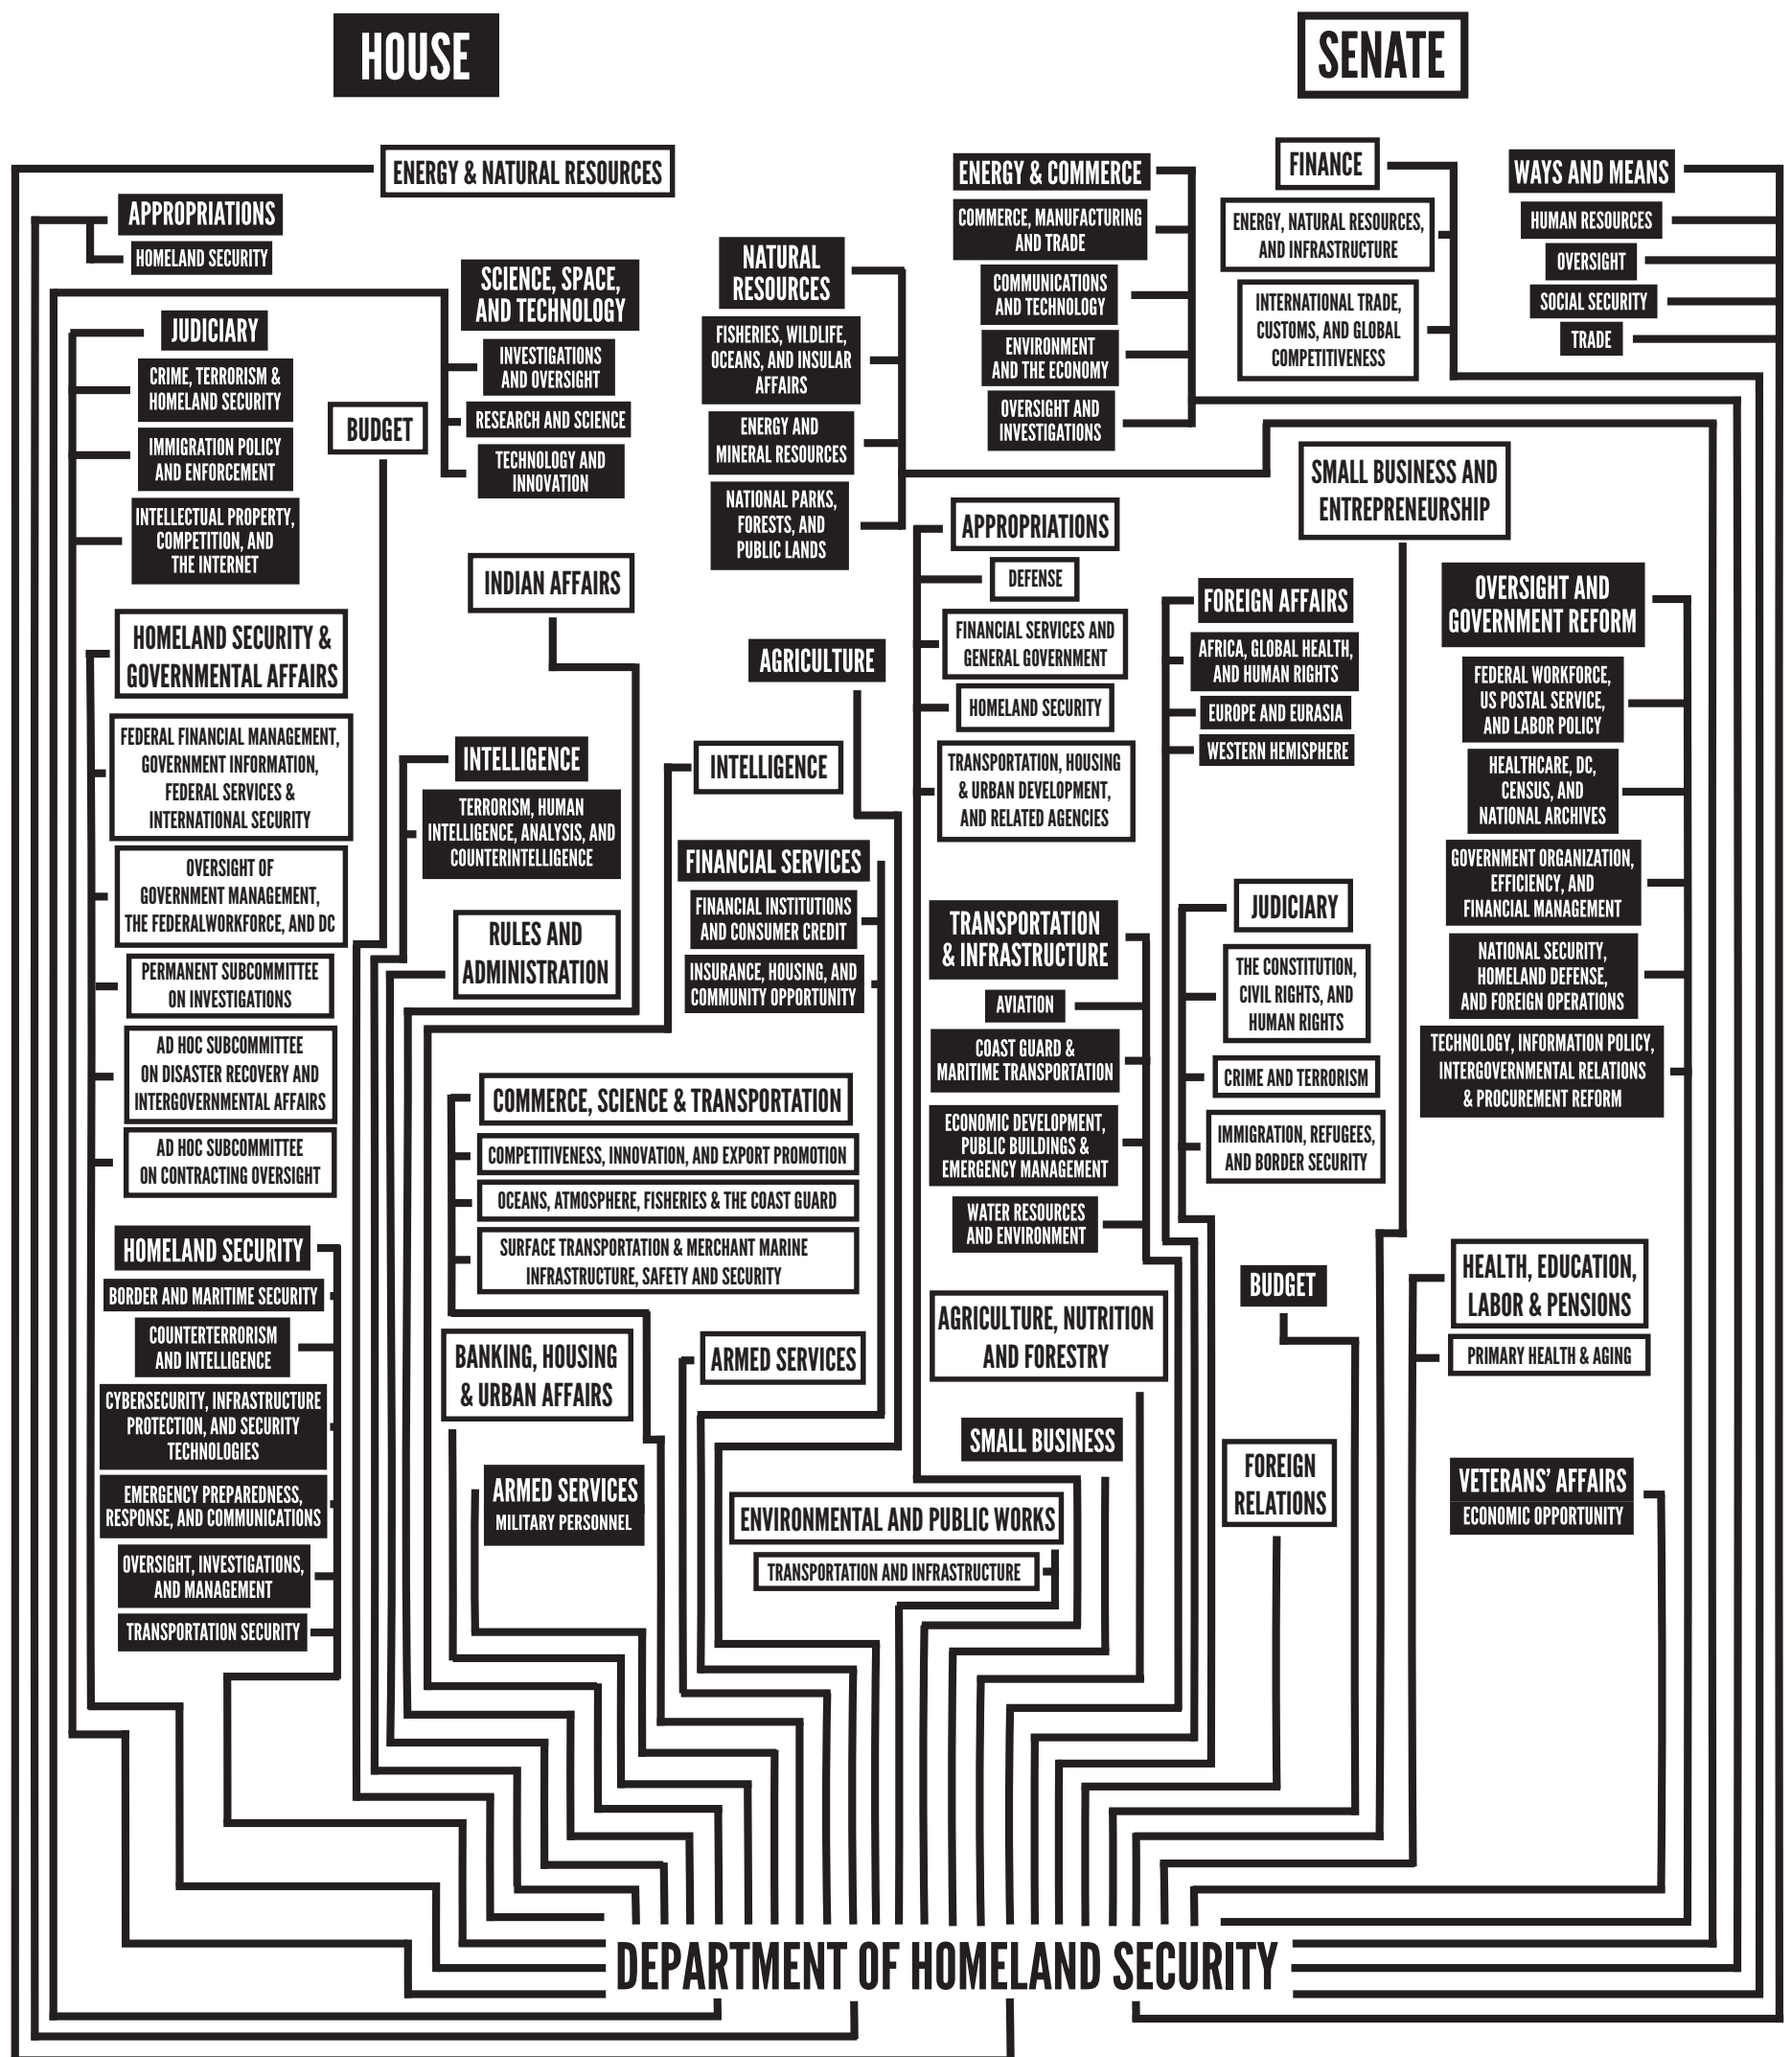 HOUSE
SENATE
ENERGY & NATURAL RESOURCES
APPROPRIATIONS
HOMELAND SECURITY
SCIENCE, SPACE,
AND TECHNOLOGY
INVESTIGATIONS
AND OVERSIGHT
RESEARCH AND SCIENCE
TECHNOLOGY AND
INNOVATION
JUDICIARY
CRIME, TERRORISM &
HOMELAND SECURITY
IMMIGRATION POLICY
AND ENFORCEMENT
INTELLECTUAL PROPERTY,
COMPETITION, AND
THE INTERNET
BUDGET
INDIAN AFFAIRS
HOMELAND SECURITY &
GOVERNMENTAL AFFAIRS
FEDERAL FINANCIAL MANAGEMENT,
GOVERNMENT INFORMATION,
FEDERAL SERVICES &
INTERNATIONAL SECURITY
OVERSIGHT OF
GOVERNMENT MANAGEMENT,
THE FEDERALWORKFORCE, AND DC
PERMANENT SUBCOMMITTEE
ON INVESTIGATIONS
AD HOC SUBCOMMITTEE
ON DISASTER RECOVERY AND
INTERGOVERNMENTAL AFFAIRS
AD HOC SUBCOMMITTEE
ON CONTRACTING OVERSIGHT
HOMELAND SECURITY
BORDER AND MARITIME SECURITY
COUNTERTERRORISM
AND INTELLIGENCE
CYBERSECURITY, INFRASTRUCTURE
PROTECTION, AND SECURITY
TECHNOLOGIES
EMERGENCY PREPAREDNESS,
RESPONSE, AND COMMUNICATIONS
OVERSIGHT, INVESTIGATIONS,
AND MANAGEMENT
TRANSPORTATION SECURITY
INTELLIGENCE
TERRORISM, HUMAN
INTELLIGENCE, ANALYSIS, AND
COUNTERINTELLIGENCE
RULES AND
ADMINISTRATION
COMMERCE, SCIENCE & TRANSPORTATION
COMPETITIVENESS, INNOVATION, AND EXPORT PROMOTION
OCEANS, ATMOSPHERE, FISHERIES & THE COAST GUARD
SURFACE TRANSPORTATION & MERCHANT MARINE
INFRASTRUCTURE, SAFETY AND SECURITY
BANKING, HOUSING
& URBAN AFFAIRS
ARMED SERVICES
MILITARY PERSONNEL
ARMED SERVICES
NATURAL
RESOURCES
FISHERIES, WILDLIFE,
OCEANS, AND INSULAR
AFFAIRS
ENERGY AND
MINERAL RESOURCES
NATIONAL PARKS,
FORESTS, AND
PUBLIC LANDS
AGRICULTURE
INTELLIGENCE
FINANCIAL SERVICES
FINANCIAL INSTITUTIONS
AND CONSUMER CREDIT
INSURANCE, HOUSING, AND
COMMUNITY OPPORTUNITY
ENVIRONMENTAL AND PUBLIC WORKS
TRANSPORTATION AND INFRASTRUCTURE
ENERGY & COMMERCE
COMMERCE, MANUFACTURING
AND TRADE
COMMUNICATIONS
AND TECHNOLOGY
ENVIRONMENT
AND THE ECONOMY
OVERSIGHT AND
INVESTIGATIONS
APPROPRIATIONS
DEFENSE
FINANCIAL SERVICES AND
GENERAL GOVERNMENT
HOMELAND SECURITY
TRANSPORTATION, HOUSING
& URBAN DEVELOPMENT,
AND RELATED AGENCIES
TRANSPORTATION
& INFRASTRUCTURE
AVIATION
COAST GUARD &
MARITIME TRANSPORTATION
ECONOMIC DEVELOPMENT,
PUBLIC BUILDINGS &
EMERGENCY MANAGEMENT
WATER RESOURCES
AND ENVIRONMENT
AGRICULTURE, NUTRITION
AND FORESTRY
SMALL BUSINESS
FINANCE
ENERGY, NATURAL RESOURCES,
AND INFRASTRUCTURE
INTERNATIONAL TRADE,
CUSTOMS, AND GLOBAL
COMPETITIVENESS
WAYS AND MEANS
HUMAN RESOURCES
OVERSIGHT
SOCIAL SECURITY
TRADE
SMALL BUSINESS AND
ENTREPRENEURSHIP
FOREIGN AFFAIRS
AFRICA, GLOBAL HEALTH,
AND HUMAN RIGHTS
EUROPE AND EURASIA
WESTERN HEMISPHERE
JUDICIARY
THE CONSTITUTION,
CIVIL RIGHTS, AND
HUMAN RIGHTS
CRIME AND TERRORISM
IMMIGRATION, REFUGEES,
AND BORDER SECURITY
BUDGET
FOREIGN
RELATIONS
OVERSIGHT AND
GOVERNMENT REFORM
FEDERAL WORKFORCE,
US POSTAL SERVICE,
AND LABOR POLICY
HEALTHCARE, DC,
CENSUS, AND
NATIONAL ARCHIVES
GOVERNMENT ORGANIZATION,
EFFICIENCY, AND
FINANCIAL MANAGEMENT
NATIONAL SECURITY,
HOMELAND DEFENSE,
AND FOREIGN OPERATIONS
TECHNOLOGY, INFORMATION POLICY,
INTERGOVERNMENTAL RELATIONS
& PROCUREMENT REFORM
HEALTH, EDUCATION,
LABOR & PENSIONS
PRIMARY HEALTH & AGING
VETERANS' AFFAIRS
ECONOMIC OPPORTUNITY
DEPARTMENT OF HOMELAND SECURITY